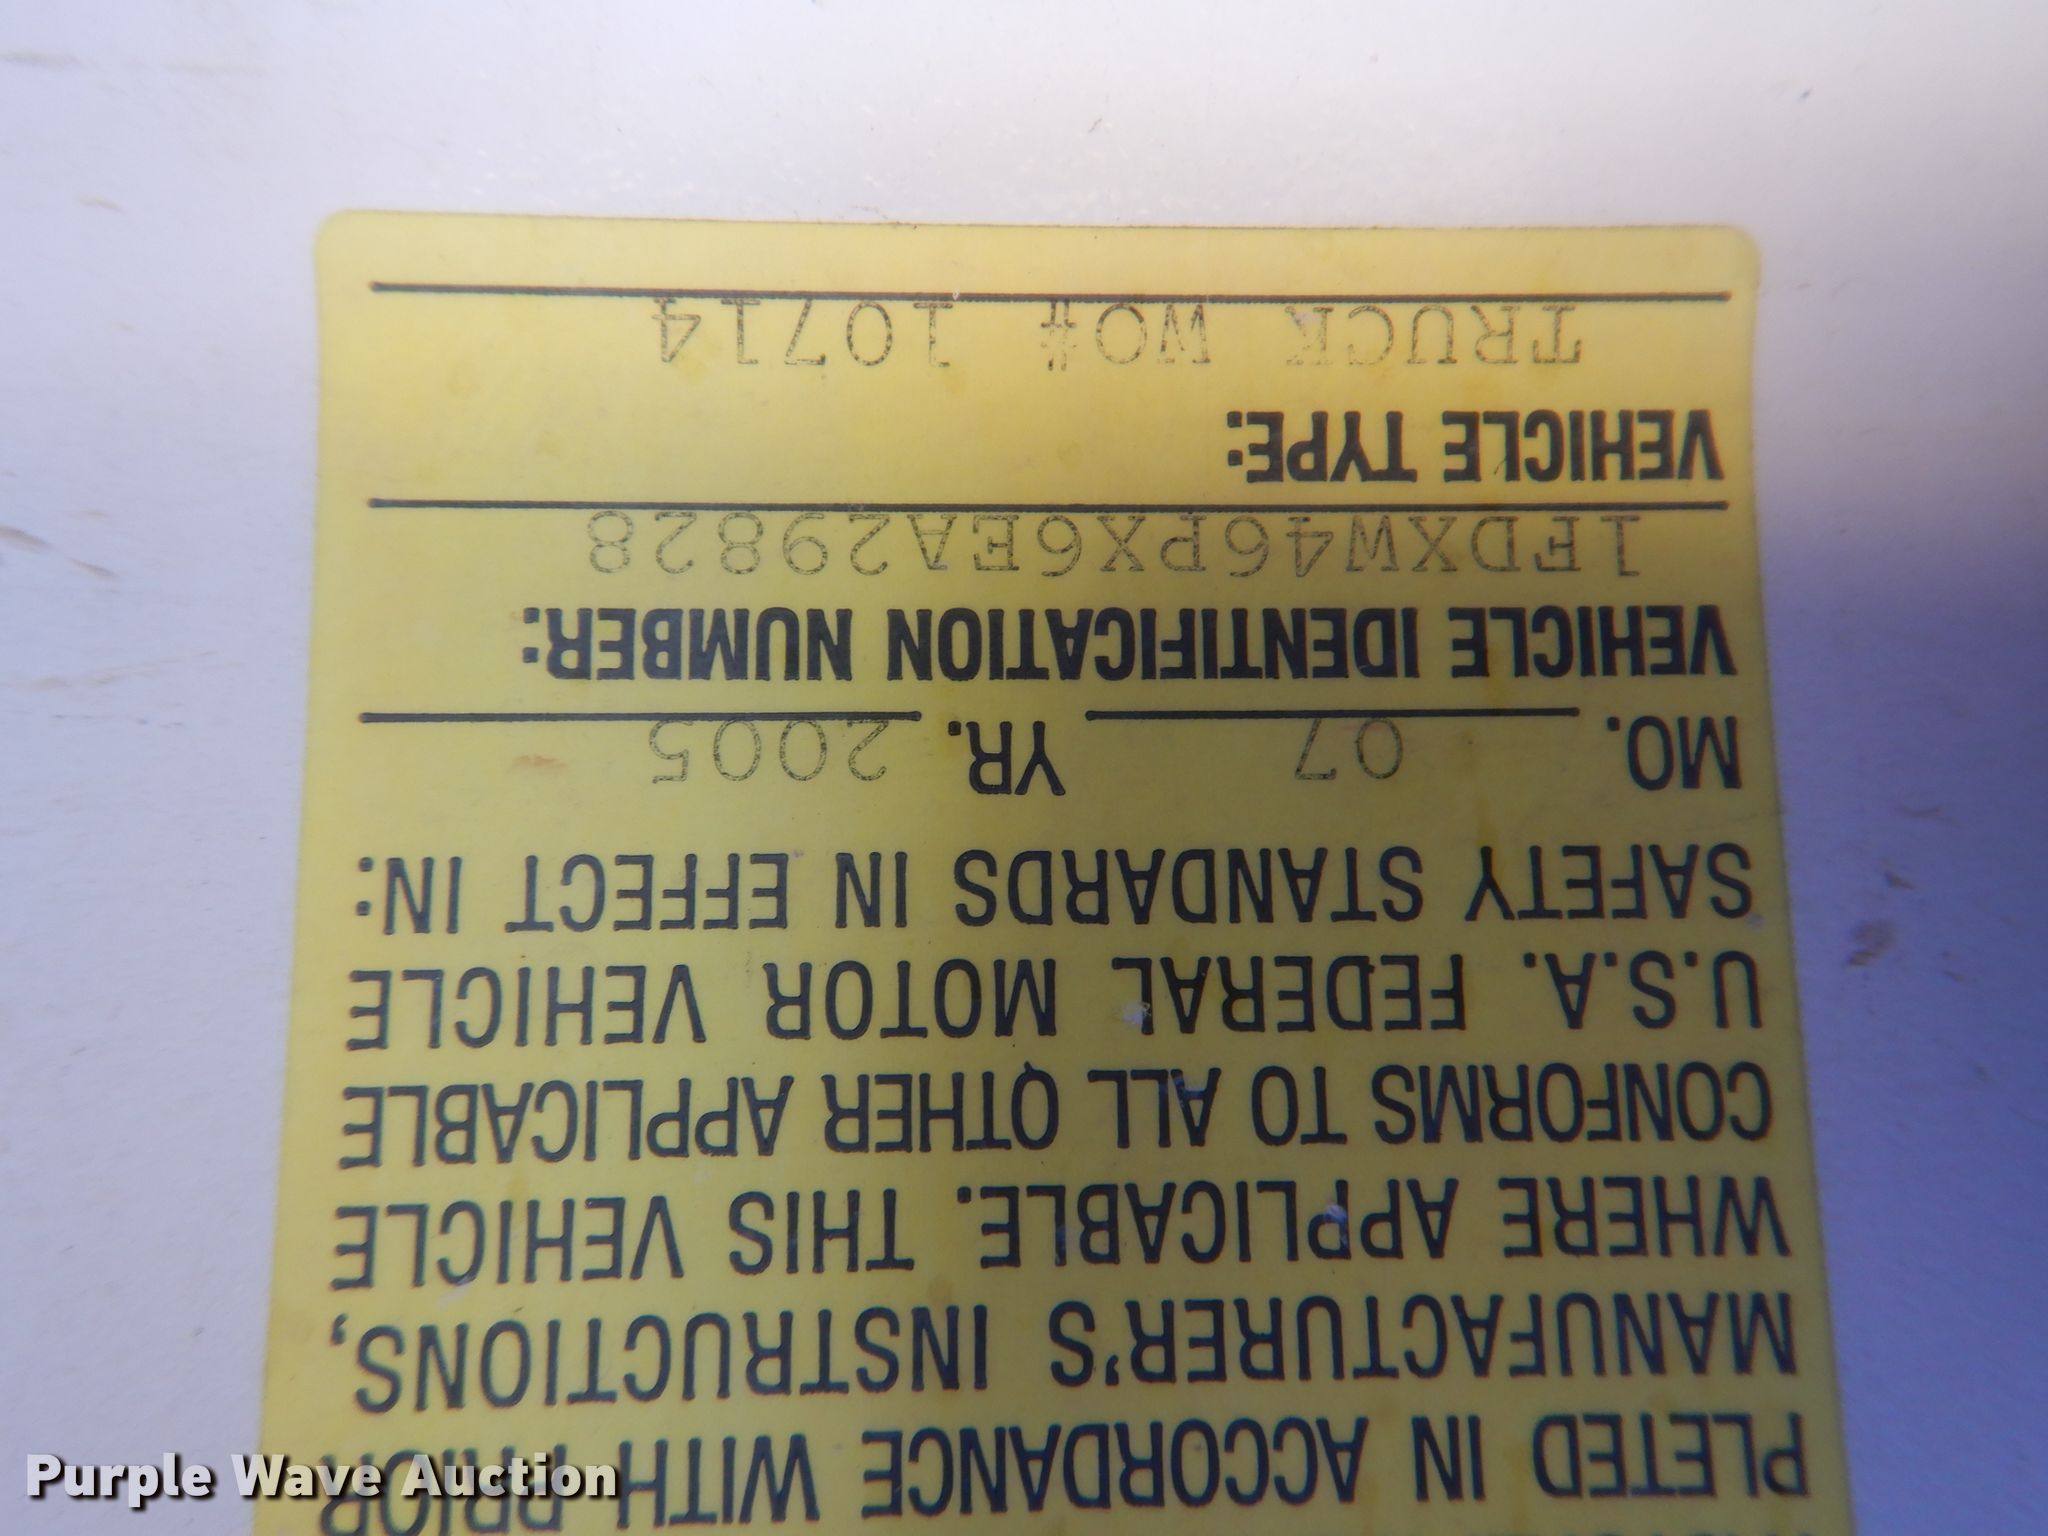 PLETED IN ACCORDANCE WITH PRIOR
MANUFACTURER'S INSTRUCTIONS,
WHERE APPLICABLE. THIS VEHICLE
CONFORMS TO ALL OTHER APPLICABLE
U.S.A. FEDERAL MOTOR VEHICLE
SAFETY STANDARDS IN EFFECT IN:
MO. 07 YR. 2005
VEHICLE IDENTIFICATION NUMBER:
1FDXW46PX6EA29828
VEHICLE TYPE:
TRUCK WO# 10714
Purple Wave Auction